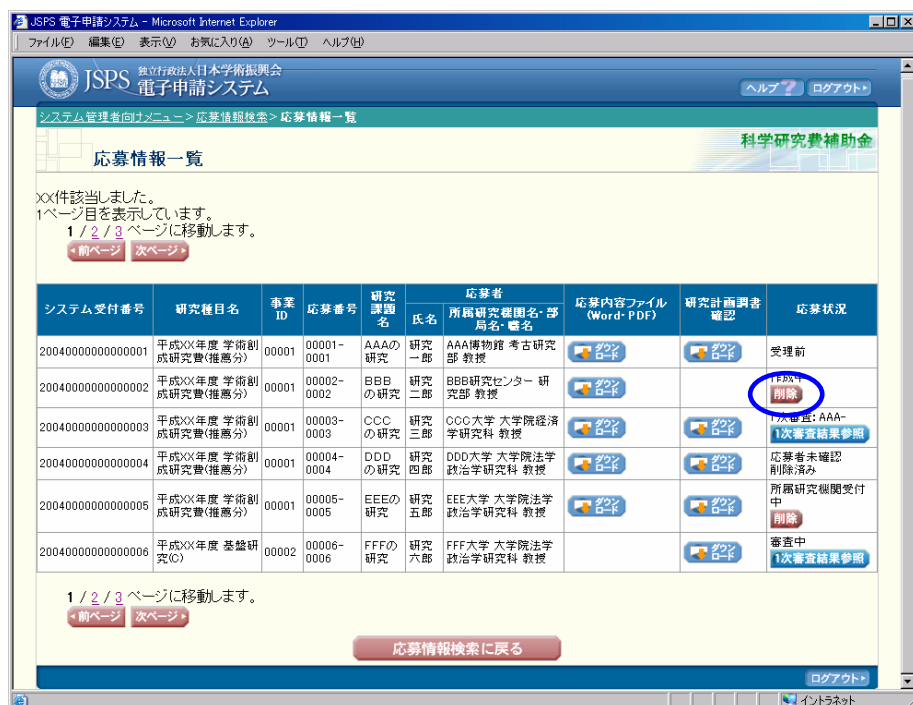 JSPS 電子申請システム - Microsoft Internet Explorer
ファイル(F) 編集(E) 表示(V) お気に入り(A) ツール(T) ヘルプ(H)
JSPS 独立行政法人日本学術振興会
電子申請システム
ヘルプ? ログアウト
システム管理者向けメニュー>応募情報検索>応募情報一覧
科学研究費補助金
応募情報一覧
XX件該当しました。
1ページ目を表示しています。
1 / 2 / 3 ページに移動します。
前ページ 次ページ
システム受付番号 研究種目名 事業ID 応募番号 研究課題名 応募者 氏名 所属研究機関名・部局名・職名 応募内容ファイル(Word・PDF) 研究計画調書確認 応募状況
20040000000000001 平成XX年度 学術創成研究費(推薦分) 00001 00001-0001 AAAの研究 研究一郎 AAA博物館 考古研究部 教授 ダウンロード ダウンロード 受理前
20040000000000002 平成XX年度 学術創成研究費(推薦分) 00001 00002-0002 BBBの研究 研究二郎 BBB研究センター 研究部 教授 ダウンロード 作成中 削除
20040000000000003 平成XX年度 学術創成研究費(推薦分) 00001 00003-0003 CCCの研究 研究三郎 CCC大学 大学院経済学研究科 教授 ダウンロード ダウンロード 1次審査:AAA- 1次審査結果参照
20040000000000004 平成XX年度 学術創成研究費(推薦分) 00001 00004-0004 DDDの研究 研究四郎 DDD大学 大学院法学政治学研究科 教授 ダウンロード ダウンロード 応募者未確認 削除済み
20040000000000005 平成XX年度 学術創成研究費(推薦分) 00001 00005-0005 EEEの研究 研究五郎 EEE大学 大学院法学政治学研究科 教授 ダウンロード ダウンロード 所属研究機関受付中 削除
20040000000000006 平成XX年度 基盤研究(C) 00002 00006-0006 FFFの研究 研究六郎 FFF大学 大学院法学政治学研究科 教授 ダウンロード 審査中 1次審査結果参照
1 / 2 / 3 ページに移動します。
前ページ 次ページ
応募情報検索に戻る
ログアウト
イントラネット